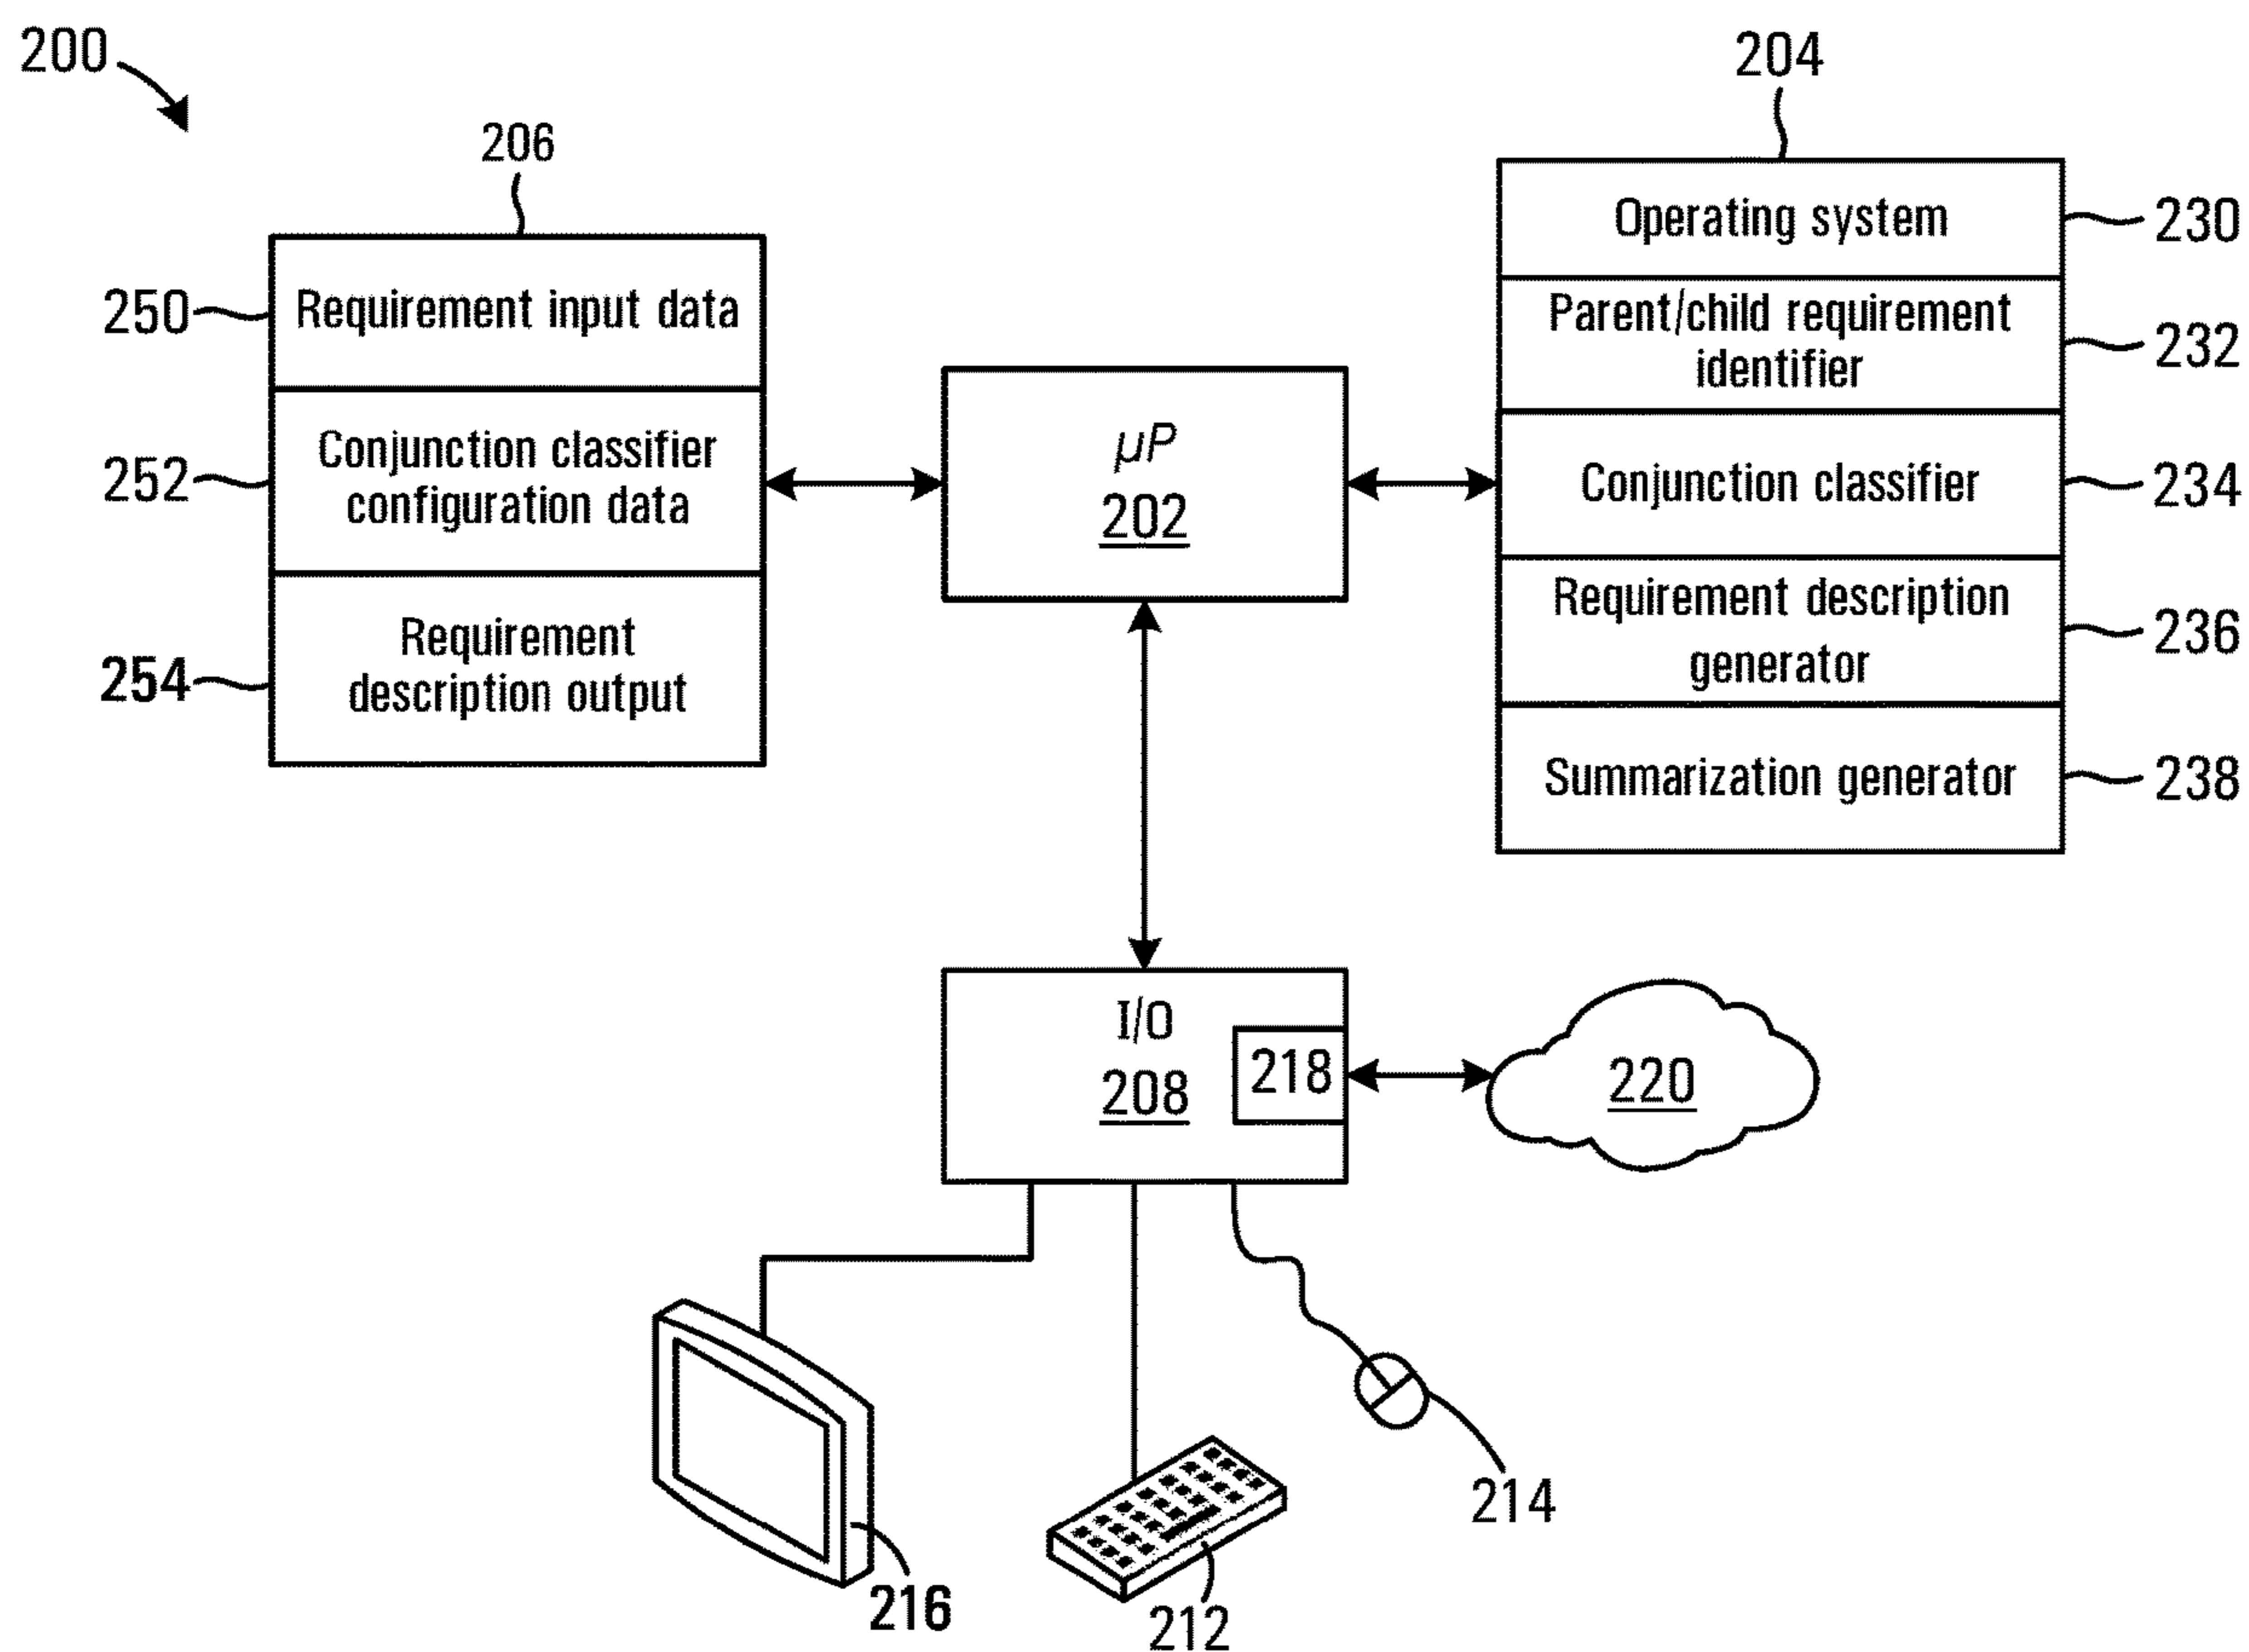 200
204
206
Operating system
230
250
Requirement input data
Parent/child requirement
identifier
232
252
Conjunction classifier
configuration data
µP
202
Conjunction classifier
234
254
Requirement
description output
Requirement description
generator
236
Summarization generator
238
I/O
208
218
220
216
212
214